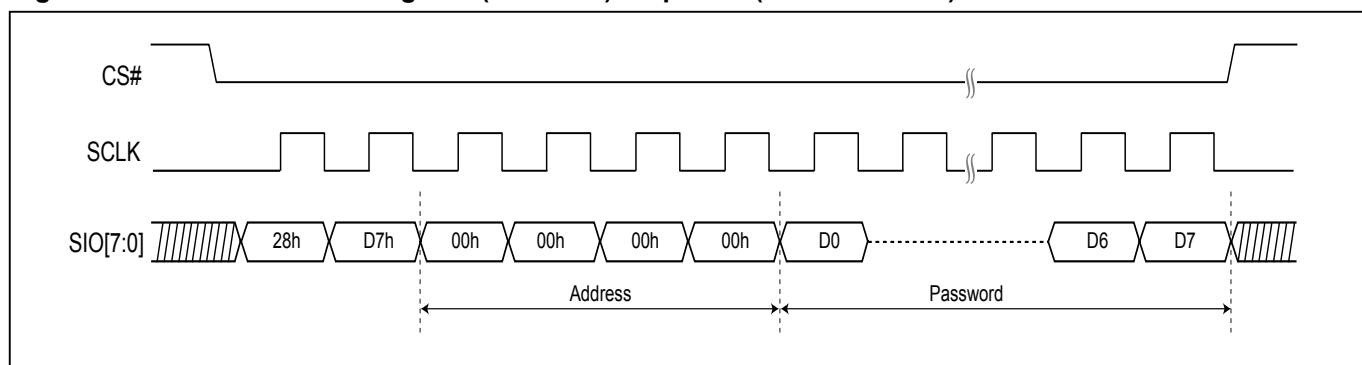 CS#
SCLK
SIO[7:0] 28h D7h 00h 00h 00h 00h D0 D6 D7
Address Password